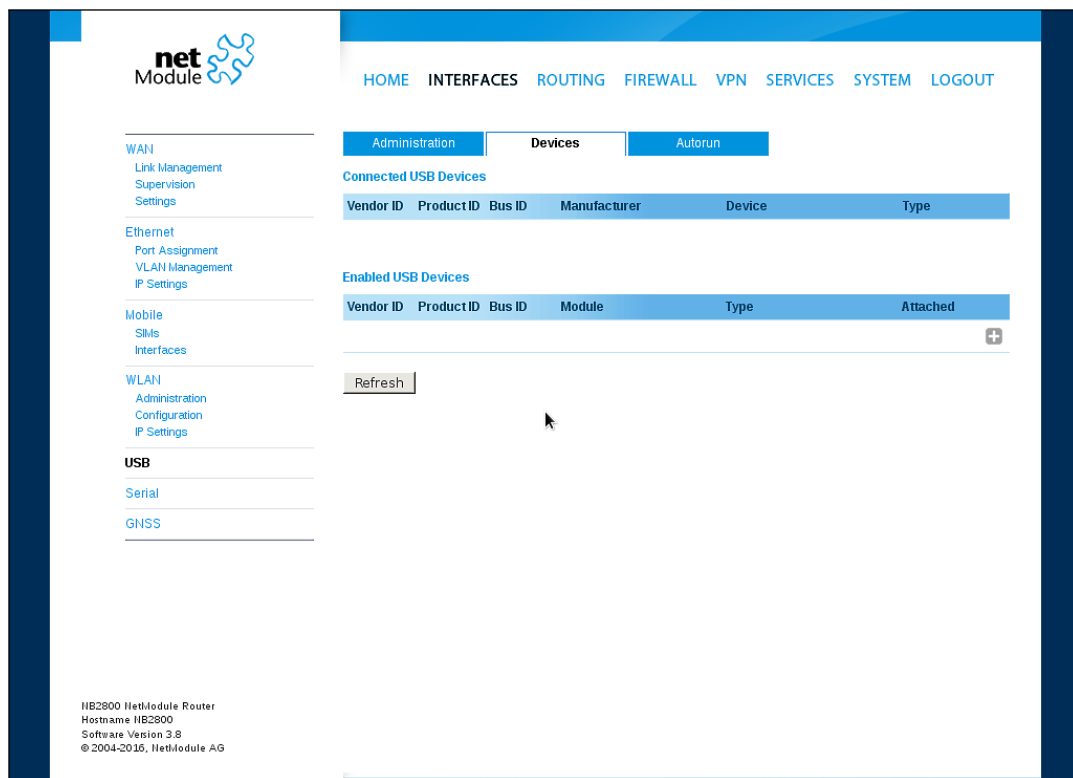 net
Module
HOME INTERFACES ROUTING FIREWALL VPN SERVICES SYSTEM LOGOUT
WAN
Link Management
Supervision
Settings
Ethernet
Port Assignment
VLAN Management
IP Settings
Mobile
SIMs
Interfaces
WLAN
Administration
Configuration
IP Settings
USB
Serial
GNSS
Administration Devices Autorun
Connected USB Devices
Vendor ID Product ID Bus ID Manufacturer Device Type
Enabled USB Devices
Vendor ID Product ID Bus ID Module Type Attached
Refresh
NB2800 NetModule Router
Hostname NB2800
Software Version 3.8
© 2004-2016, NetModule AG